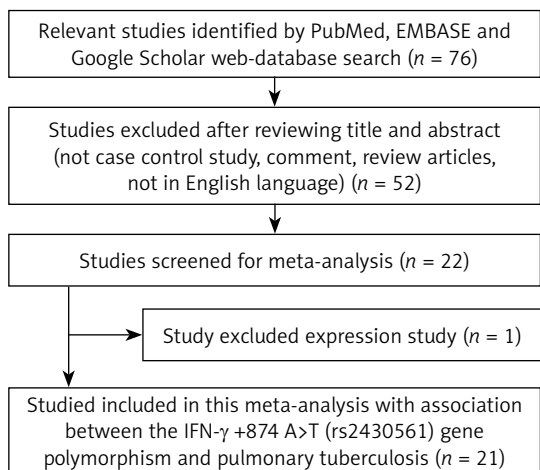 Relevant studies identified by PubMed, EMBASE and
Google Scholar web-database search (n = 76)
Studies excluded after reviewing title and abstract
(not case control study, comment, review articles,
not in English language) (n = 52)
Studies screened for meta-analysis (n = 22)
Study excluded expression study (n = 1)
Studied included in this meta-analysis with association
between the IFN-γ +874 A>T (rs2430561) gene
polymorphism and pulmonary tuberculosis (n = 21)